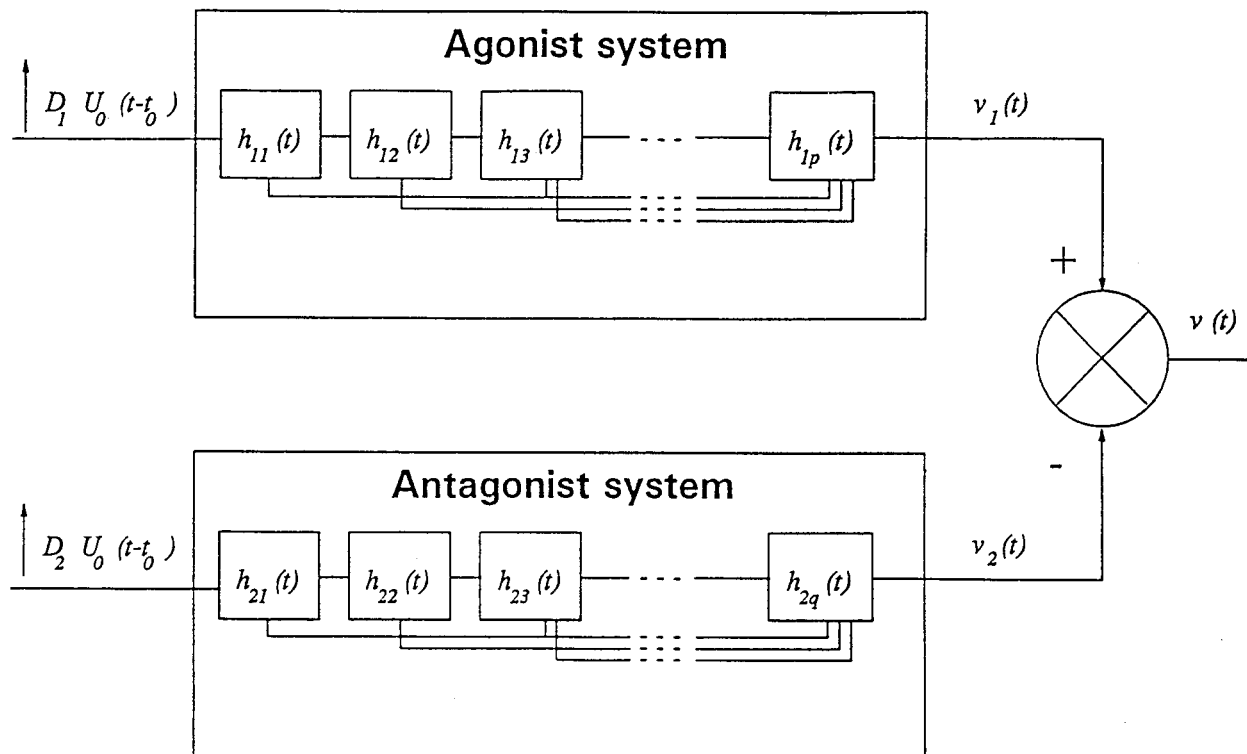 Agonist system
D₁ U₀ (t-t₀)
h₁₁(t) h₁₂(t) h₁₃(t) - - - h₁ₚ(t)
v₁(t)
+
v(t)
-
Antagonist system
D₂ U₀ (t-t₀)
h₂₁(t) h₂₂(t) h₂₃(t) - - - h₂q(t)
v₂(t)